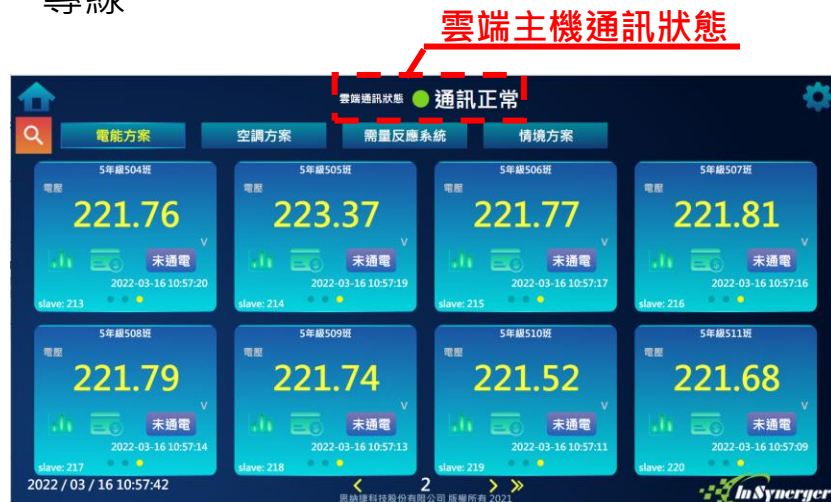 導線
雲端主機通訊狀態
雲端通訊狀態 通訊正常
電能方案 空調方案 需量反應系統 情境方案
5年級504班 5年級505班 5年級506班 5年級507班
電壓 電壓 電壓 電壓
221.76 223.37 221.77 221.81
V V V V
未通電 未通電 未通電 未通電
2022-03-16 10:57:20 2022-03-16 10:57:19 2022-03-16 10:57:17 2022-03-16 10:57:16
slave: 213 slave: 214 slave: 215 slave: 216
5年級508班 5年級509班 5年級510班 5年級511班
電壓 電壓 電壓 電壓
221.79 221.74 221.52 221.68
V V V V
未通電 未通電 未通電 未通電
2022-03-16 10:57:14 2022-03-16 10:57:13 2022-03-16 10:57:11 2022-03-16 10:57:09
slave: 217 slave: 218 slave: 219 slave: 220
2022 / 03 / 16 10:57:42 2
恩納捷科技股份有限公司 版權所有 2021
InSynerger